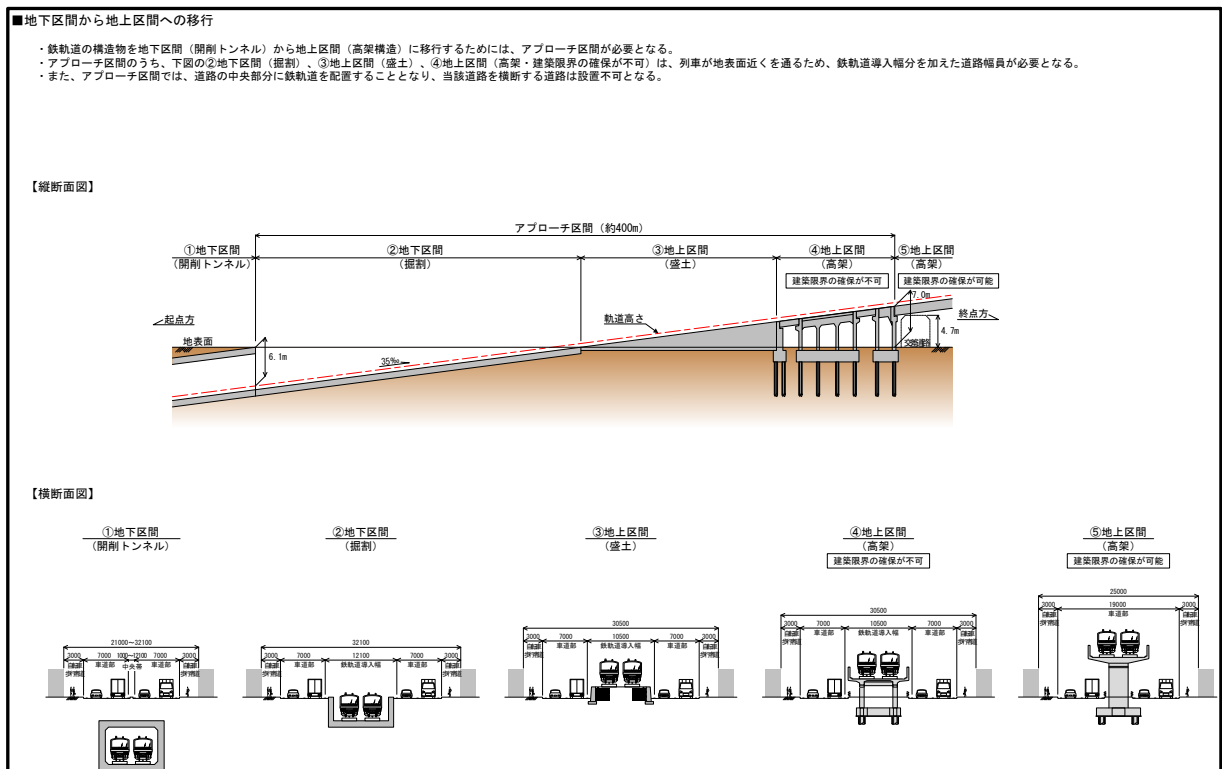 ■地下区間から地上区間への移行
・鉄軌道の構造物を地下区間（開削トンネル）から地上区間（高架構造）に移行するためには、アプローチ区間が必要となる。
・アプローチ区間のうち、下図の②地下区間（掘割）、③地上区間（盛土）、④地上区間（高架・建築限界の確保が不可）は、列車が地表面近くを通るため、鉄軌道導入幅分を加えた道路幅員が必要となる。
・また、アプローチ区間では、道路の中央部分に鉄軌道を配置することとなり、当該道路を横断する道路は設置不可となる。
【縦断面図】
アプローチ区間（約400m）
①地下区間
（開削トンネル）
②地下区間
（掘割）
③地上区間
（盛土）
④地上区間
（高架）
建築限界の確保が不可
⑤地上区間
（高架）
建築限界の確保が可能
起点方
地表面
6.1m
35‰
軌道高さ
7.0m
終点方
4.7m
交差道路
【横断面図】
①地下区間
（開削トンネル）
21000～32100
3000 7000 1000～12100 7000 3000
車道部 中央帯 車道部
②地下区間
（掘割）
32100
3000 7000 12100 7000 3000
車道部 鉄軌道導入幅 車道部
③地上区間
（盛土）
30500
3000 7000 10500 7000 3000
車道部 鉄軌道導入幅 車道部
④地上区間
（高架）
建築限界の確保が不可
30500
3000 7000 10500 7000 3000
車道部 鉄軌道導入幅 車道部
⑤地上区間
（高架）
建築限界の確保が可能
25000
3000 19000 3000
車道部